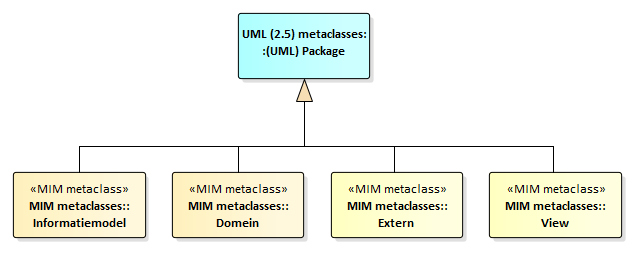 UML (2.5) metaclasses:
:(UML) Package
«MIM metaclass»
MIM metaclasses::
Informatiemodel
«MIM metaclass»
MIM metaclasses::
Domein
«MIM metaclass»
MIM metaclasses::
Extern
«MIM metaclass»
MIM metaclasses::
View